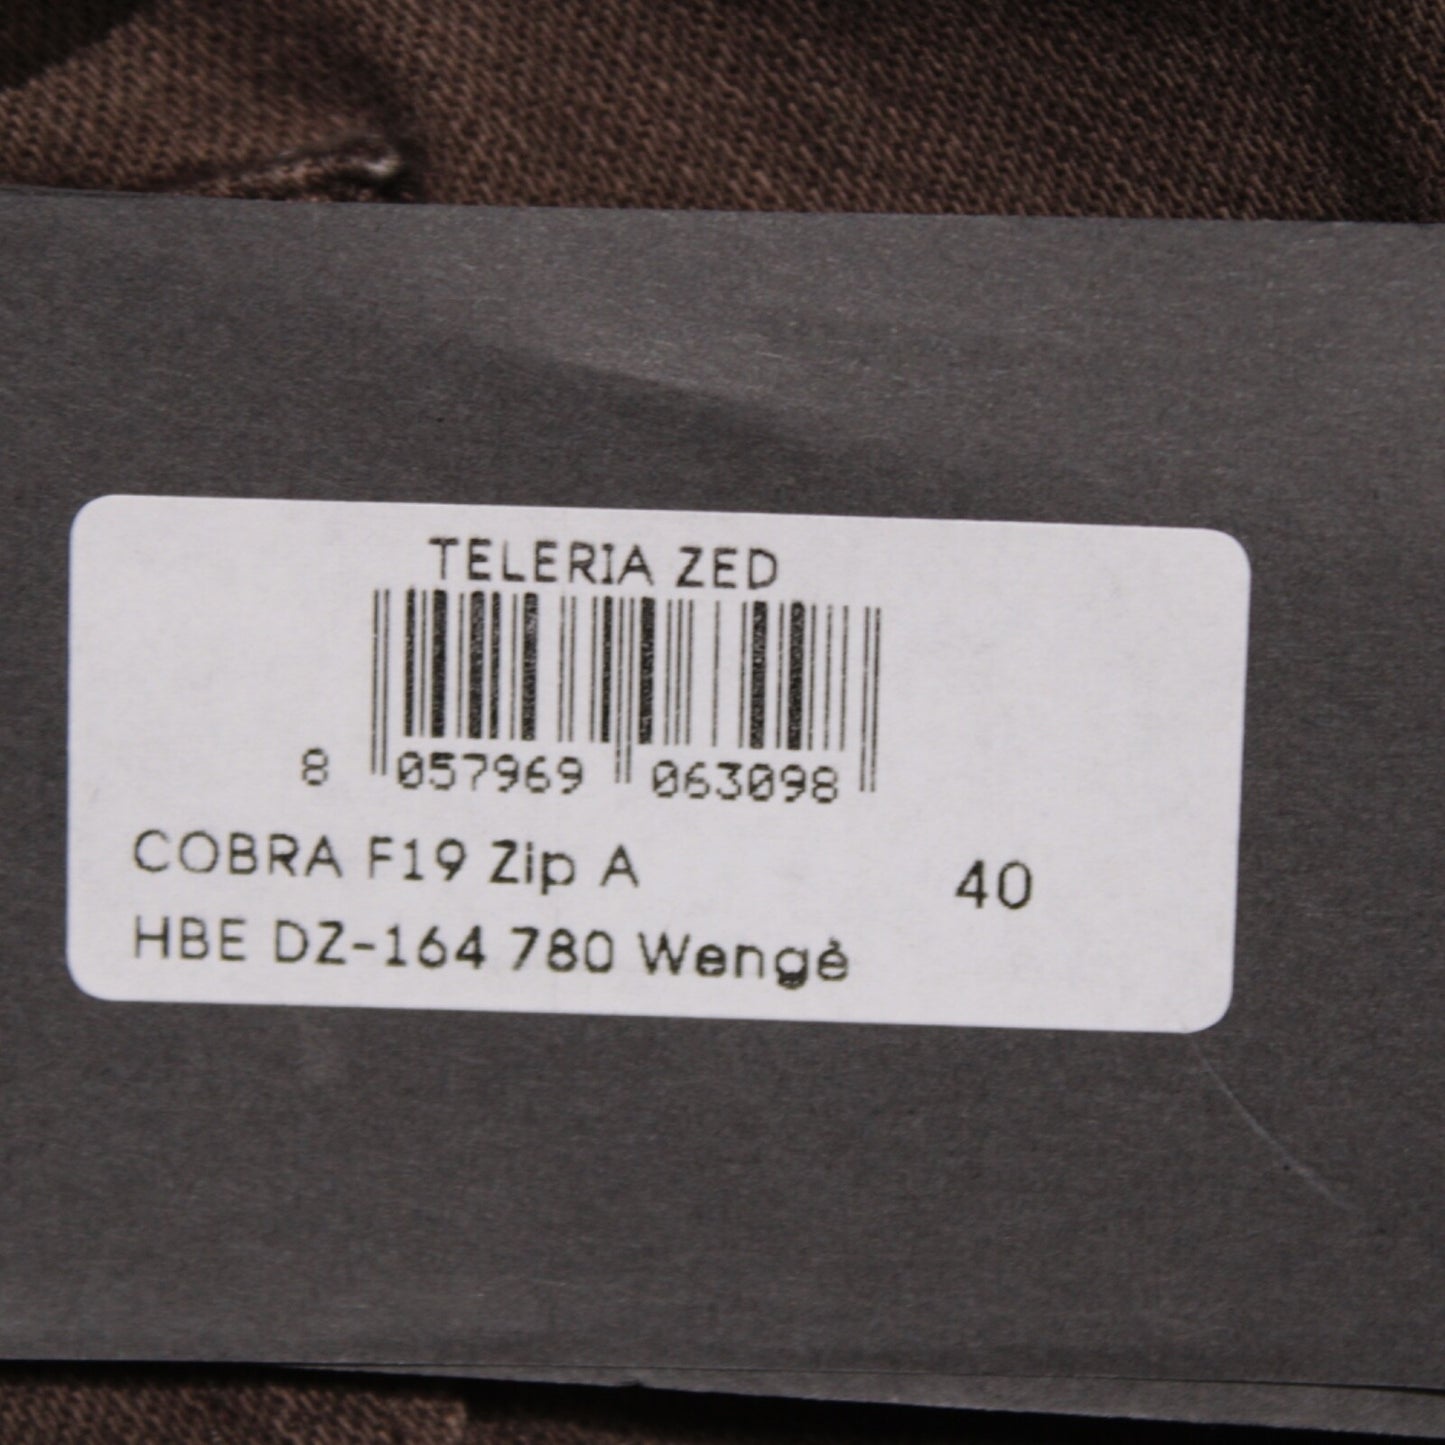 TELERIA ZED
8 057969 063098
COBRA F19 Zip A
40
HBE DZ-164 780 Wengè